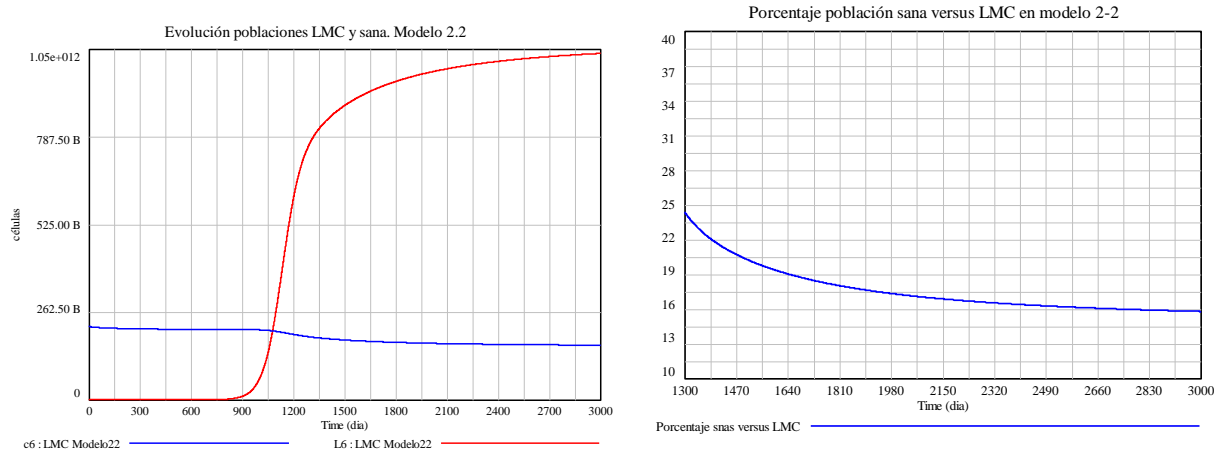 Evolución poblaciones LMC y sana. Modelo 2.2
1.05e+012
787.50 B
525.00 B
262.50 B
0
células
0 300 600 900 1200 1500 1800 2100 2400 2700 3000
Time (dia)
c6 : LMC Modelo22
L6 : LMC Modelo22
Porcentaje población sana versus LMC en modelo 2-2
40
37
34
31
28
25
22
19
16
13
10
1300 1470 1640 1810 1980 2150 2320 2490 2660 2830 3000
Time (dia)
Porcentaje snas versus LMC